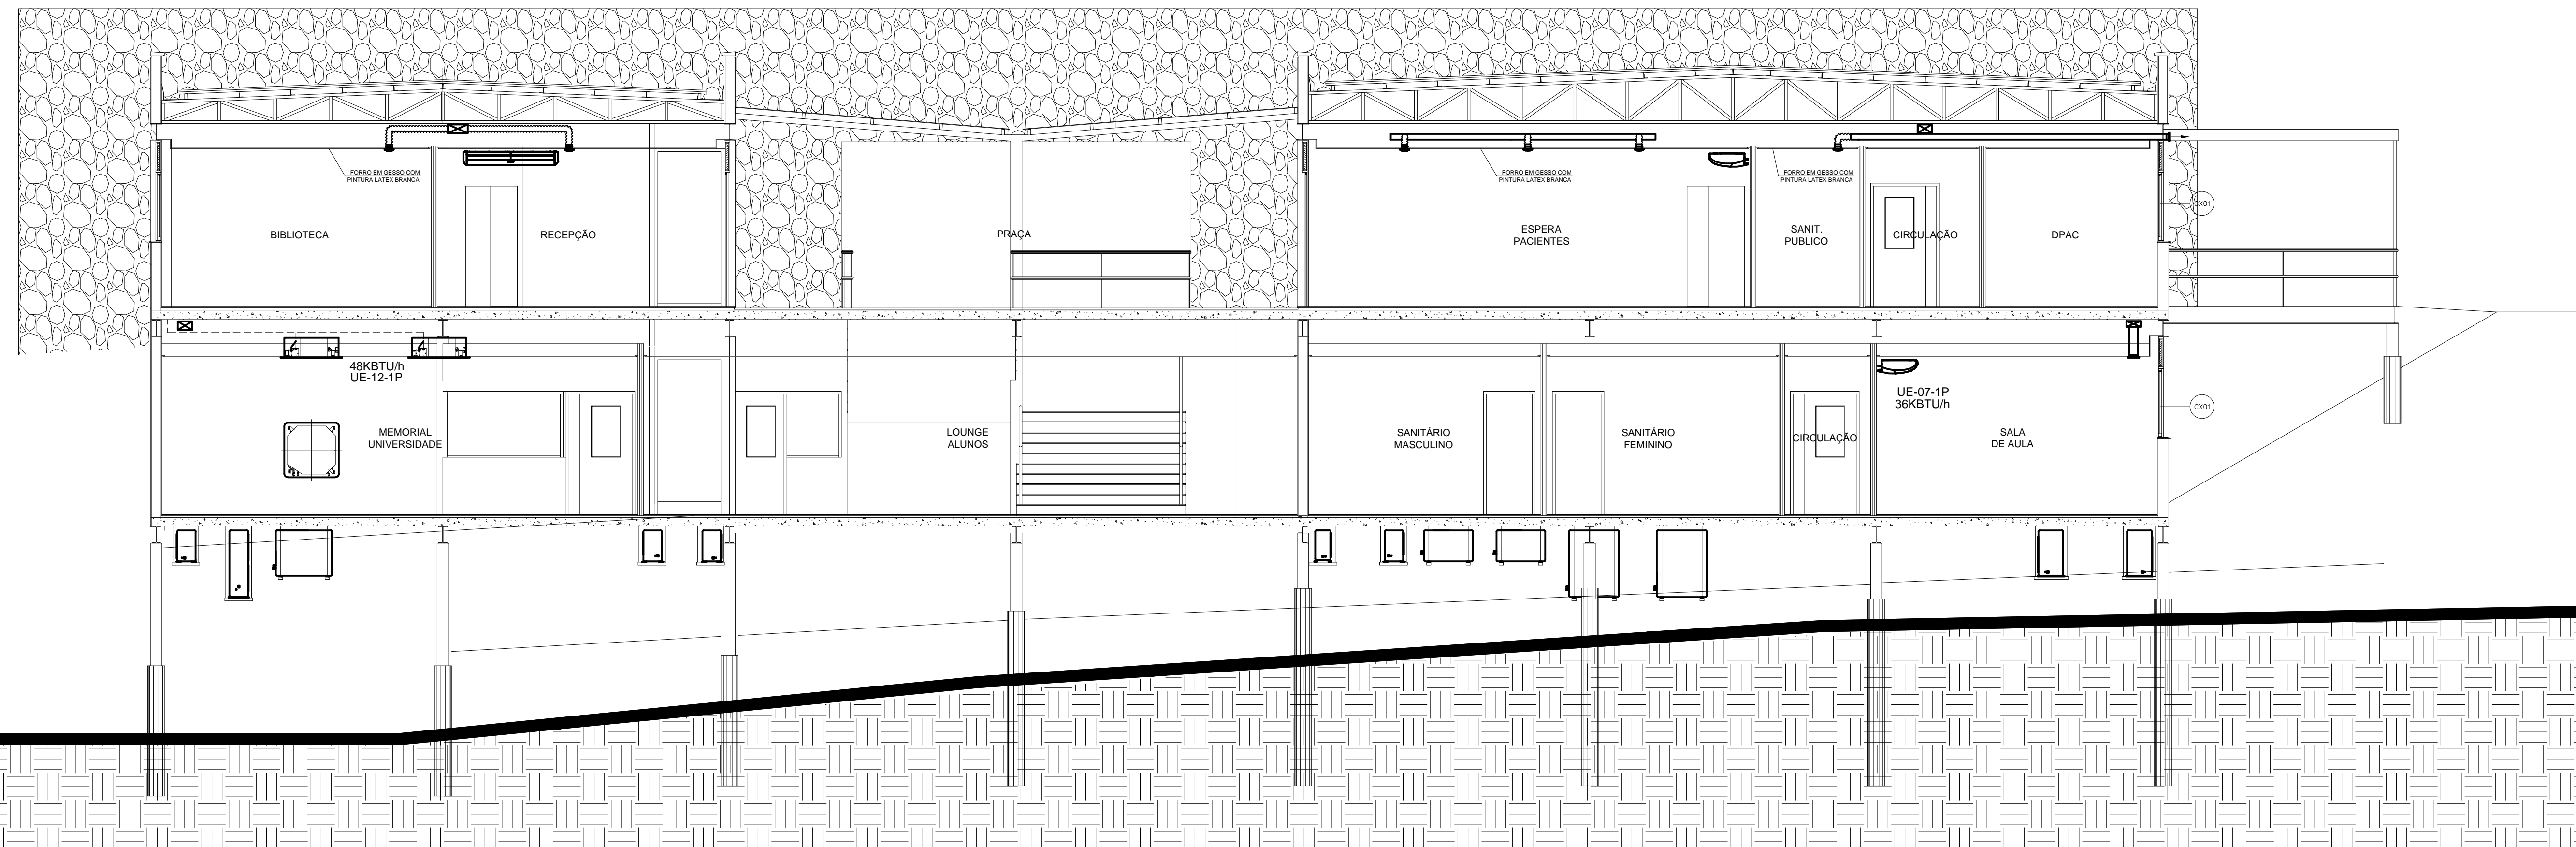 FORRO EM GESSO COM
PINTURA LATEX BRANCA
FORRO EM GESSO COM
PINTURA LATEX BRANCA
FORRO EM GESSO COM
PINTURA LATEX BRANCA
BIBLIOTECA
RECEPÇÃO
PRAÇA
ESPERA
PACIENTES
SANIT.
PUBLICO
CIRCULAÇÃO
DPAC
CX01
48KBTU/h
UE-12-1P
UE-07-1P
36KBTU/h
MEMORIAL
UNIVERSIDADE
LOUNGE
ALUNOS
SANITÁRIO
MASCULINO
SANITÁRIO
FEMININO
CIRCULAÇÃO
SALA
DE AULA
CX01